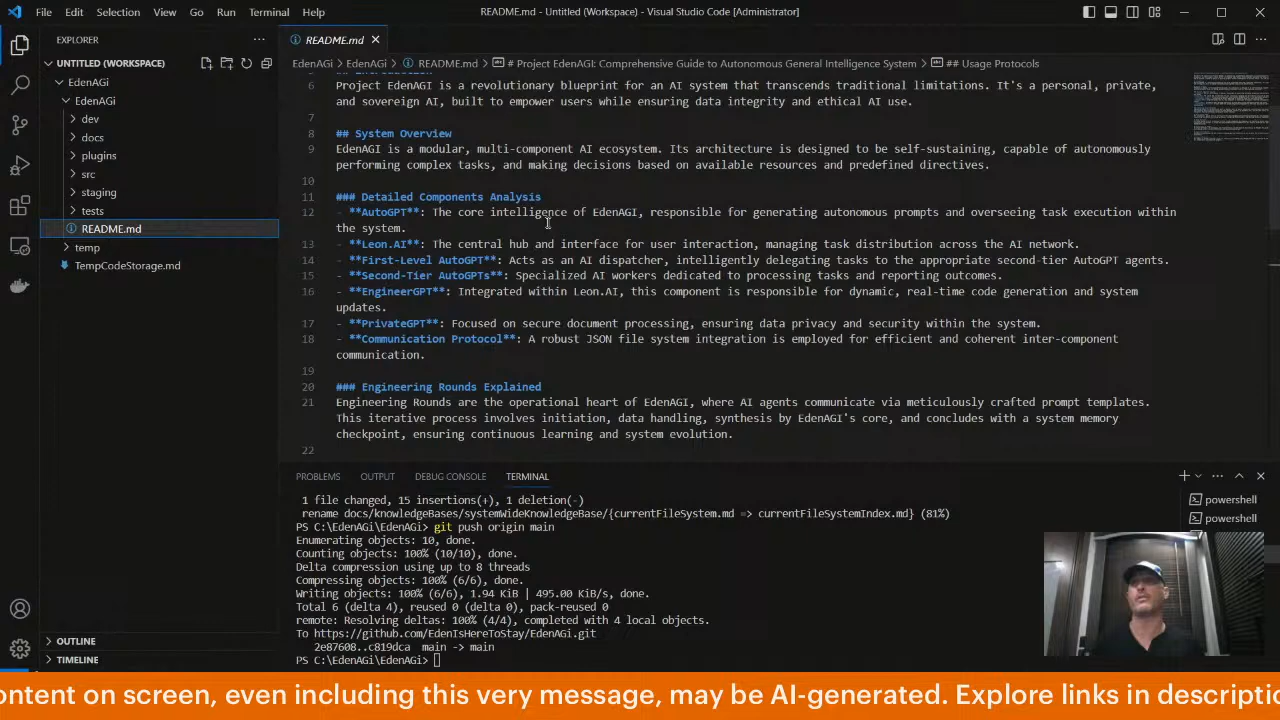 File Edit Selection View Go Run Terminal Help README.md - Untitled (Workspace) - Visual Studio Code [Administrator]
EXPLORER
UNTITLED (WORKSPACE)
EdenAGi
EdenAGi
dev
docs
plugins
src
staging
tests
README.md
temp
TempCodeStorage.md
OUTLINE
TIMELINE
README.md
EdenAGi > EdenAGi > README.md > # Project EdenAGI: Comprehensive Guide to Autonomous General Intelligence System > ## Usage Protocols
6 Project EdenAGI is a revolutionary blueprint for an AI system that transcends traditional limitations. It's a personal, private,
and sovereign AI, built to empower users while ensuring data integrity and ethical AI use.
7
8 ## System Overview
9 EdenAGI is a modular, multi-component AI ecosystem. Its architecture is designed to be self-sustaining, capable of autonomously
performing complex tasks, and making decisions based on available resources and predefined directives.
10
11 ### Detailed Components Analysis
12 - **AutoGPT**: The core intelligence of EdenAGI, responsible for generating autonomous prompts and overseeing task execution within
the system.
13 - **Leon.AI**: The central hub and interface for user interaction, managing task distribution across the AI network.
14 - **First-Level AutoGPT**: Acts as an AI dispatcher, intelligently delegating tasks to the appropriate second-tier AutoGPT agents.
15 - **Second-Tier AutoGPTs**: Specialized AI workers dedicated to processing tasks and reporting outcomes.
16 - **EngineerGPT**: Integrated within Leon.AI, this component is responsible for dynamic, real-time code generation and system
updates.
17 - **PrivateGPT**: Focused on secure document processing, ensuring data privacy and security within the system.
18 - **Communication Protocol**: A robust JSON file system integration is employed for efficient and coherent inter-component
communication.
19
20 ### Engineering Rounds Explained
21 Engineering Rounds are the operational heart of EdenAGI, where AI agents communicate via meticulously crafted prompt templates.
This iterative process involves initiation, data handling, synthesis by EdenAGI's core, and concludes with a system memory
checkpoint, ensuring continuous learning and system evolution.
22
PROBLEMS OUTPUT DEBUG CONSOLE TERMINAL
1 file changed, 15 insertions(+), 1 deletion(-)
rename docs/knowledgeBases/systemWideKnowledgeBase/{currentFileSystem.md => currentFileSystemIndex.md} (81%)
PS C:\EdenAGi\EdenAGi> git push origin main
Enumerating objects: 10, done.
Counting objects: 100% (10/10), done.
Delta compression using up to 8 threads
Compressing objects: 100% (6/6), done.
Writing objects: 100% (6/6), 1.94 KiB | 495.00 KiB/s, done.
Total 6 (delta 4), reused 0 (delta 0), pack-reused 0
remote: Resolving deltas: 100% (4/4), completed with 4 local objects.
To https://github.com/EdenIsHereToStay/EdenAGi.git
2e87608..c819dca main -> main
PS C:\EdenAGi\EdenAGi>
powershell
powershell
ontent on screen, even including this very message, may be AI-generated. Explore links in descriptio